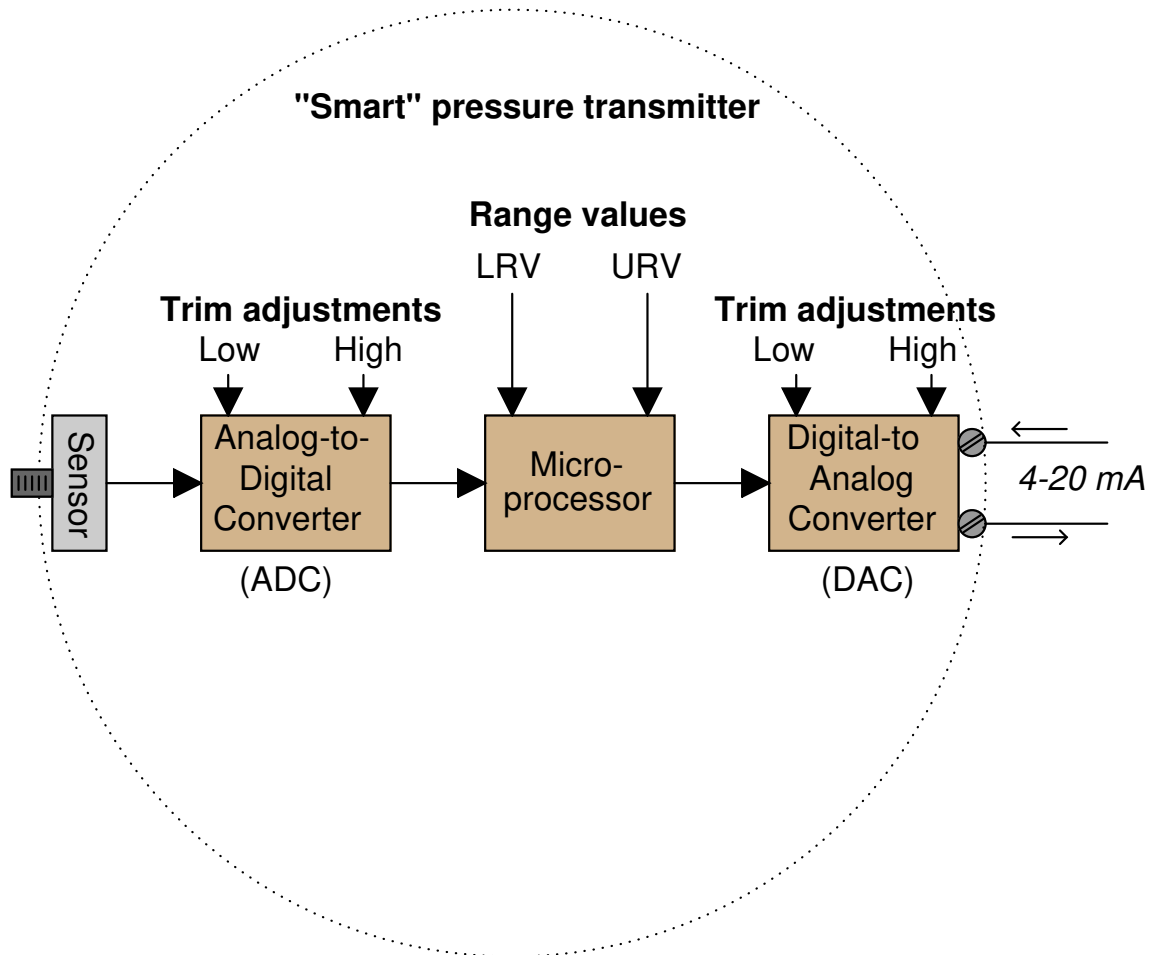 "Smart" pressure transmitter
Range values
LRV URV
Trim adjustments
Low High
Trim adjustments
Low High
Sensor
Analog-to-
Digital
Converter
(ADC)
Micro-
processor
Digital-to
Analog
Converter
(DAC)
4-20 mA